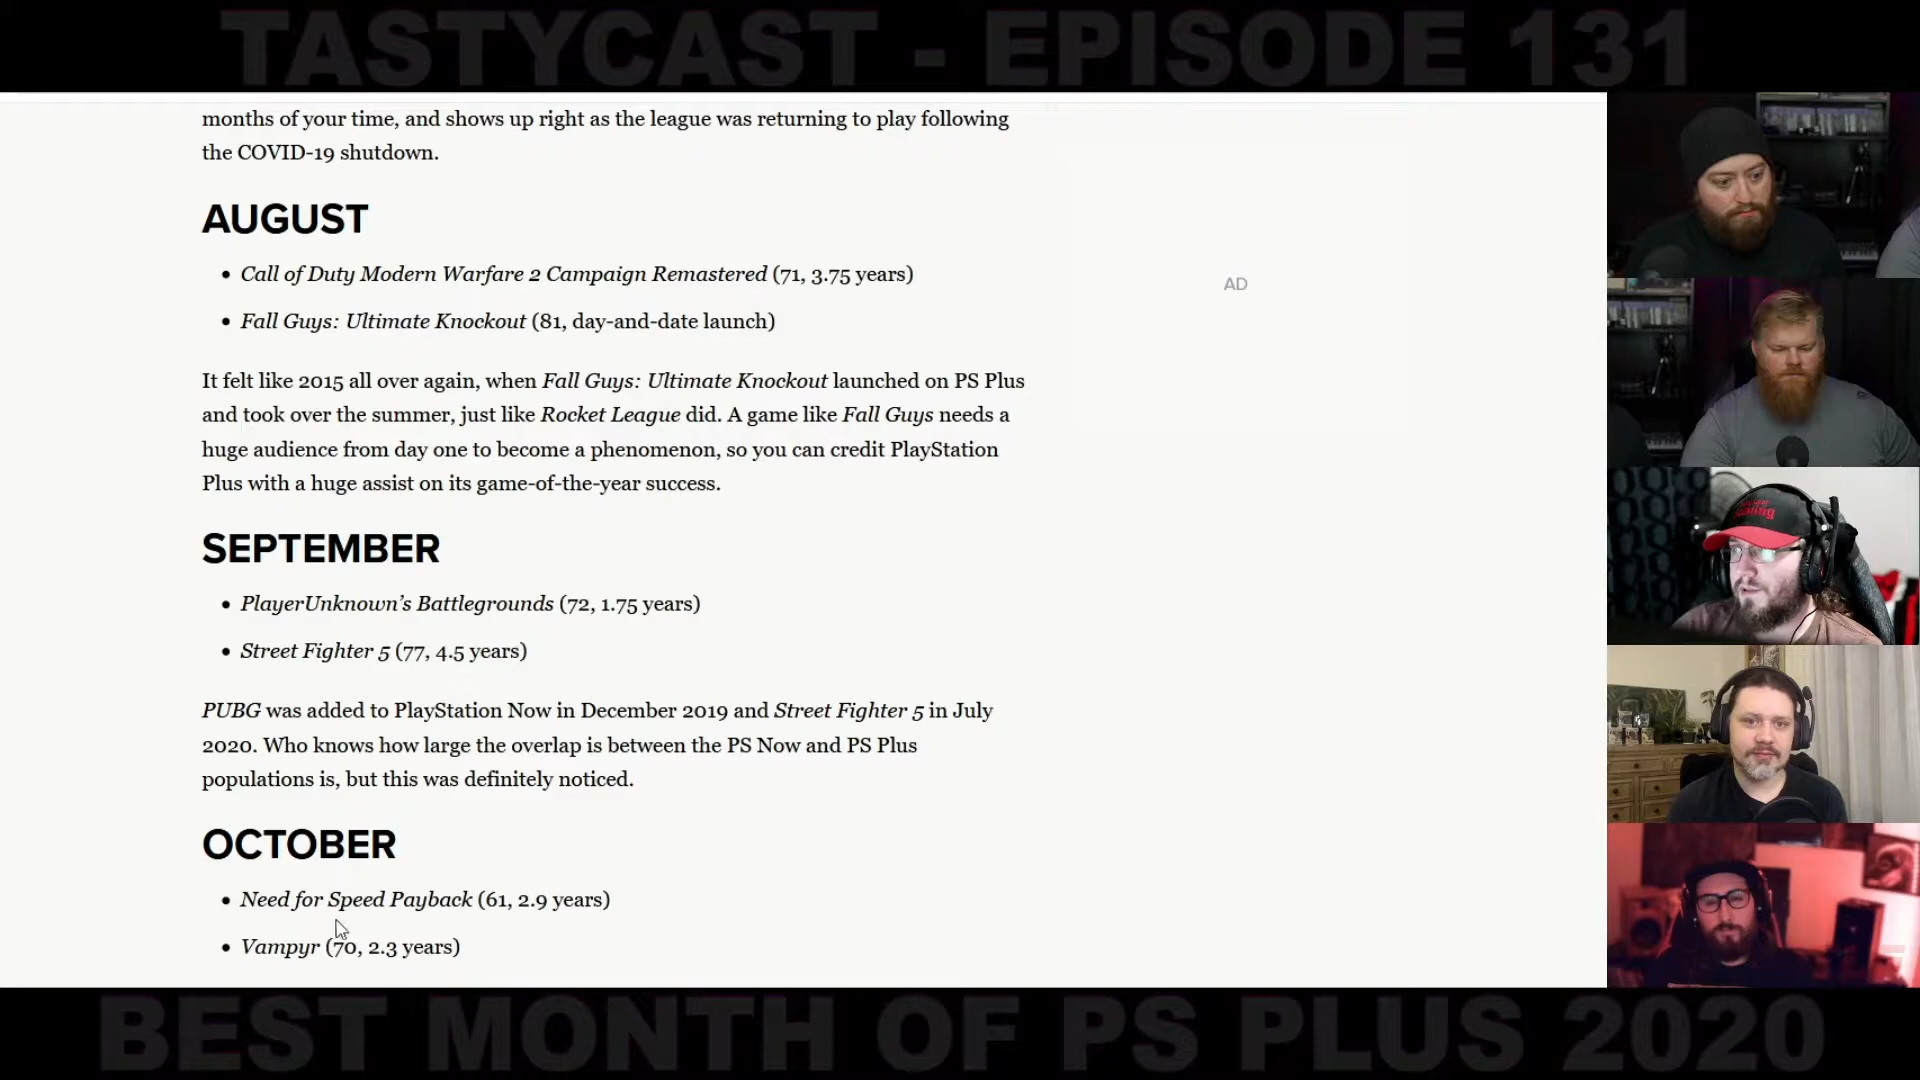 TASTYCAST - EPISODE 131
months of your time, and shows up right as the league was returning to play following
the COVID-19 shutdown.
AUGUST
• Call of Duty Modern Warfare 2 Campaign Remastered (71, 3.75 years)
• Fall Guys: Ultimate Knockout (81, day-and-date launch)
AD
It felt like 2015 all over again, when Fall Guys: Ultimate Knockout launched on PS Plus
and took over the summer, just like Rocket League did. A game like Fall Guys needs a
huge audience from day one to become a phenomenon, so you can credit PlayStation
Plus with a huge assist on its game-of-the-year success.
SEPTEMBER
• PlayerUnknown's Battlegrounds (72, 1.75 years)
• Street Fighter 5 (77, 4.5 years)
PUBG was added to PlayStation Now in December 2019 and Street Fighter 5 in July
2020. Who knows how large the overlap is between the PS Now and PS Plus
populations is, but this was definitely noticed.
OCTOBER
• Need for Speed Payback (61, 2.9 years)
• Vampyr (70, 2.3 years)
BEST MONTH OF PS PLUS 2020